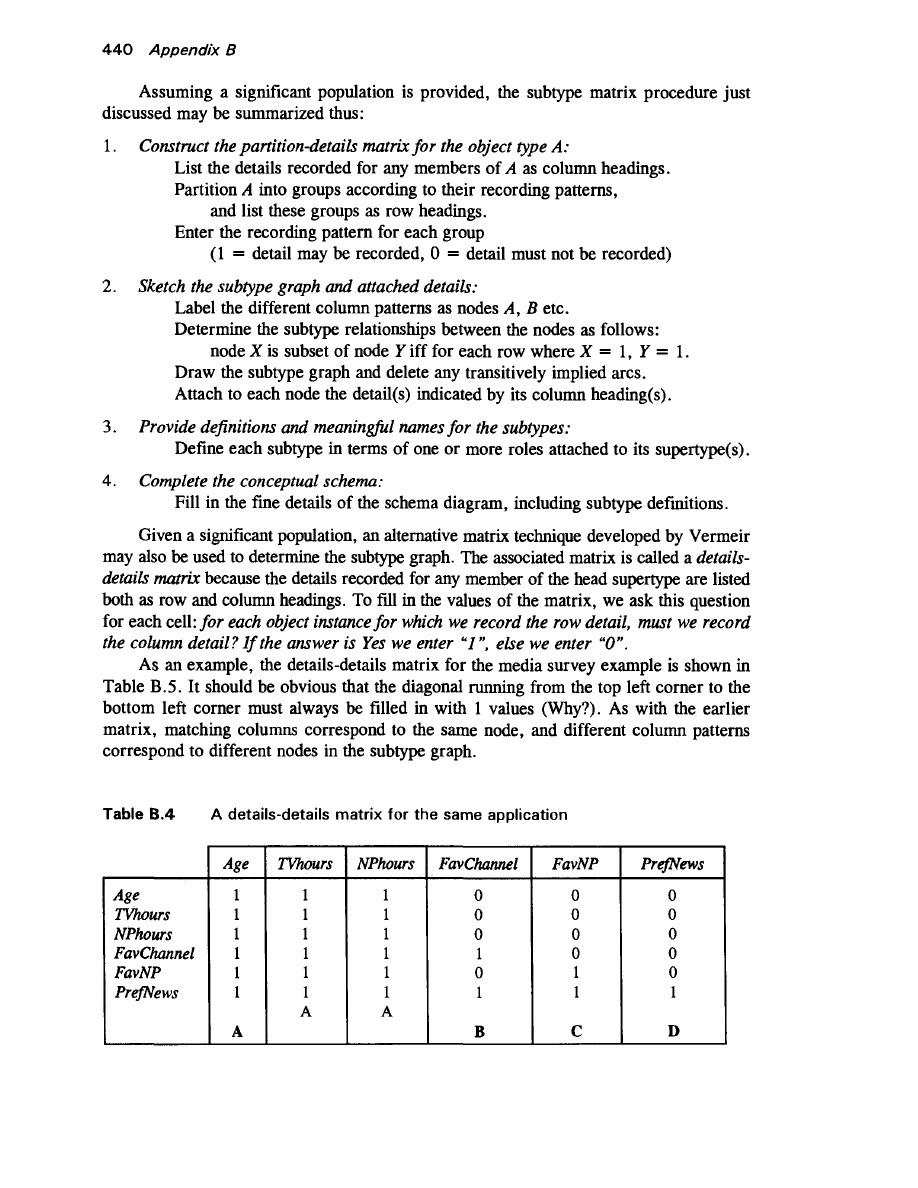 440 Appendix B
Assuming a significant population is provided, the subtype matrix procedure just
discussed may be summarized thus:
1. Construct the partition-details matrix for the object type A:
List the details recorded for any members of A as column headings.
Partition A into groups according to their recording patterns,
and list these groups as row headings.
Enter the recording pattern for each group
(1 = detail may be recorded, 0 = detail must not be recorded)
2. Sketch the subtype graph and attached details:
Label the different column patterns as nodes A, B etc.
Determine the subtype relationships between the nodes as follows:
node X is subset of node Y iff for each row where X = 1, Y = 1.
Draw the subtype graph and delete any transitively implied arcs.
Attach to each node the detail(s) indicated by its column heading(s).
3. Provide definitions and meaningful names for the subtypes:
Define each subtype in terms of one or more roles attached to its supertype(s).
4. Complete the conceptual schema:
Fill in the fine details of the schema diagram, including subtype definitions.
Given a significant population, an alternative matrix technique developed by Vermeir
may also be used to determine the subtype graph. The associated matrix is called a details-
details matrix because the details recorded for any member of the head supertype are listed
both as row and column headings. To fill in the values of the matrix, we ask this question
for each cell: for each object instance for which we record the row detail, must we record
the column detail? If the answer is Yes we enter "1", else we enter "0".
As an example, the details-details matrix for the media survey example is shown in
Table B.5. It should be obvious that the diagonal running from the top left corner to the
bottom left corner must always be filled in with 1 values (Why?). As with the earlier
matrix, matching columns correspond to the same node, and different column patterns
correspond to different nodes in the subtype graph.
Table B.4 A details-details matrix for the same application
Age TVhours NPhours FavChannel FavNP PrefNews
Age 1 1 1 0 0 0
TVhours 1 1 1 0 0 0
NPhours 1 1 1 0 0 0
FavChannel 1 1 1 1 0 0
FavNP 1 1 1 0 1 0
PrefNews 1 1 1 1 1 1
A A
A B C D